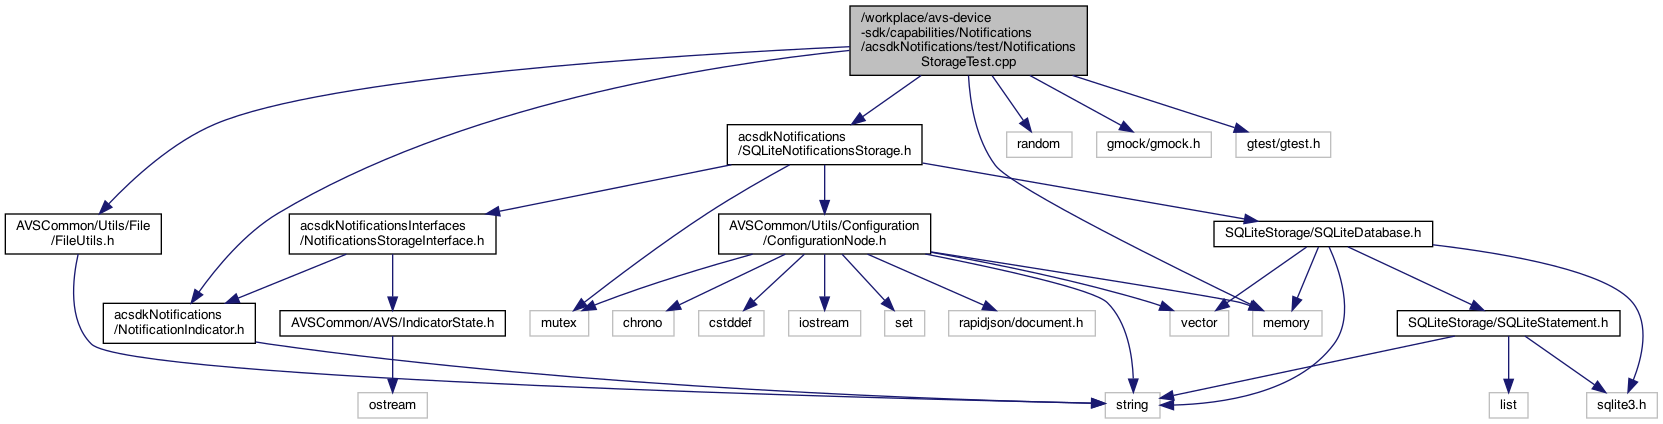 /workplace/avs-device
-sdk/capabilities/Notifications
/acsdkNotifications/test/Notifications
StorageTest.cpp
acsdkNotifications
/SQLiteNotificationsStorage.h
random
gmock/gmock.h
gtest/gtest.h
AVSCommon/Utils/File
/FileUtils.h
acsdkNotificationsInterfaces
/NotificationsStorageInterface.h
AVSCommon/Utils/Configuration
/ConfigurationNode.h
SQLiteStorage/SQLiteDatabase.h
acsdkNotifications
/NotificationIndicator.h
AVSCommon/AVS/IndicatorState.h
mutex
chrono
cstddef
iostream
set
rapidjson/document.h
vector
memory
SQLiteStorage/SQLiteStatement.h
ostream
string
list
sqlite3.h